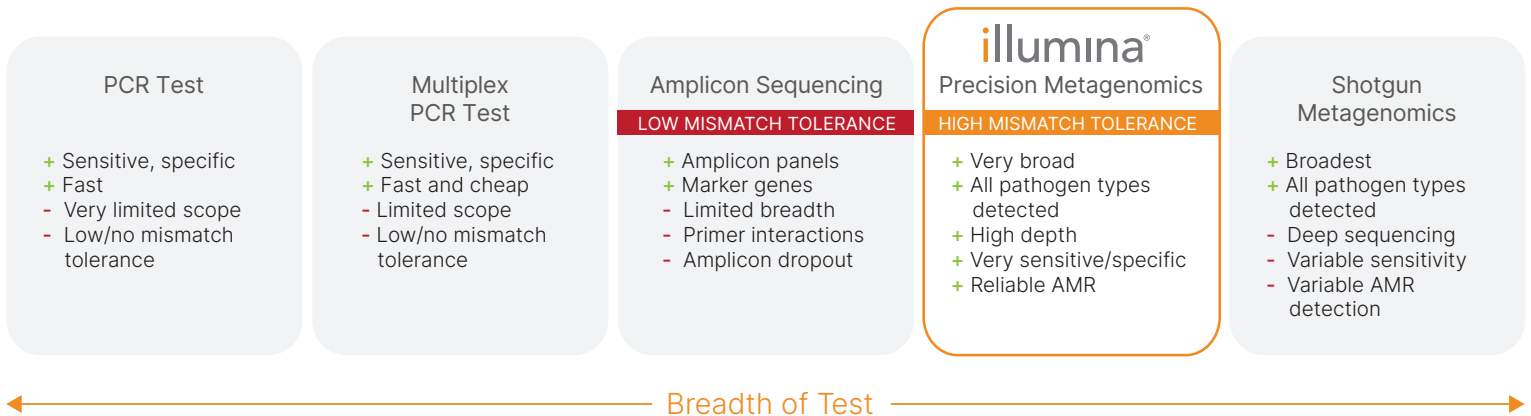 PCR Test
+ Sensitive, specific
+ Fast
- Very limited scope
- Low/no mismatch
tolerance
Multiplex
PCR Test
+ Sensitive, specific
+ Fast and cheap
- Limited scope
- Low/no mismatch
tolerance
Amplicon Sequencing
LOW MISMATCH TOLERANCE
+ Amplicon panels
+ Marker genes
- Limited breadth
- Primer interactions
- Amplicon dropout
illumina®
Precision Metagenomics
HIGH MISMATCH TOLERANCE
+ Very broad
+ All pathogen types
detected
+ High depth
+ Very sensitive/specific
+ Reliable AMR
Shotgun
Metagenomics
+ Broadest
+ All pathogen types
detected
- Deep sequencing
- Variable sensitivity
- Variable AMR
detection
Breadth of Test